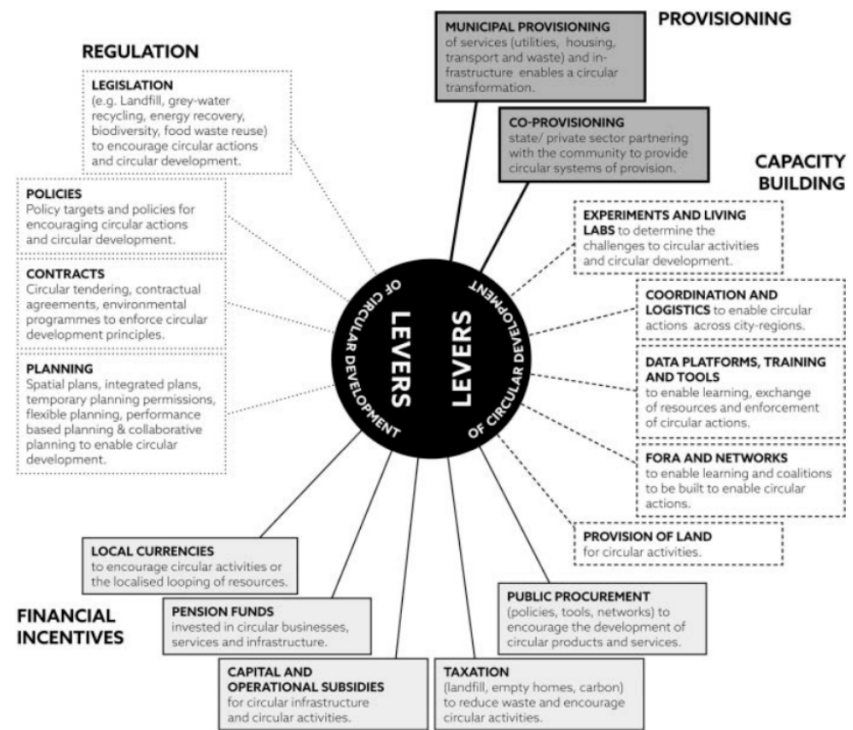 REGULATION
LEGISLATION
(e.g. Landfill, grey-water
recycling, energy recovery,
biodiversity, food waste reuse)
to encourage circular actions
and circular development.
POLICIES
Policy targets and policies for
encouraging circular actions
and circular development.
CONTRACTS
Circular tendering, contractual
agreements, environmental
programmes to enforce circular
development principles.
PLANNING
Spatial plans, integrated plans,
temporary planning permissions,
flexible planning, performance
based planning & collaborative
planning to enable circular
development.
PROVISIONING
MUNICIPAL PROVISIONING
of services (utilities, housing,
transport and waste) and in-
frastructure enables a circular
transformation.
CO-PROVISIONING
state/ private sector partnering
with the community to provide
circular systems of provision.
CAPACITY
BUILDING
EXPERIMENTS AND LIVING
LABS to determine the
challenges to circular activities
and circular development.
COORDINATION AND
LOGISTICS to enable circular
actions across city-regions.
DATA PLATFORMS, TRAINING
AND TOOLS
to enable learning, exchange
of resources and enforcement
of circular actions.
FORA AND NETWORKS
to enable learning and coalitions
to be built to enable circular
actions.
PROVISION OF LAND
for circular activities.
LEVERS
OF CIRCULAR DEVELOPMENT
LEVERS
OF CIRCULAR DEVELOPMENT
FINANCIAL
INCENTIVES
LOCAL CURRENCIES
to encourage circular activities or
the localised looping of resources.
PENSION FUNDS
invested in circular businesses,
services and infrastructure.
CAPITAL AND
OPERATIONAL SUBSIDIES
for circular infrastructure
and circular activities.
TAXATION
(landfill, empty homes, carbon)
to reduce waste and encourage
circular activities.
PUBLIC PROCUREMENT
(policies, tools, networks) to
encourage the development of
circular products and services.